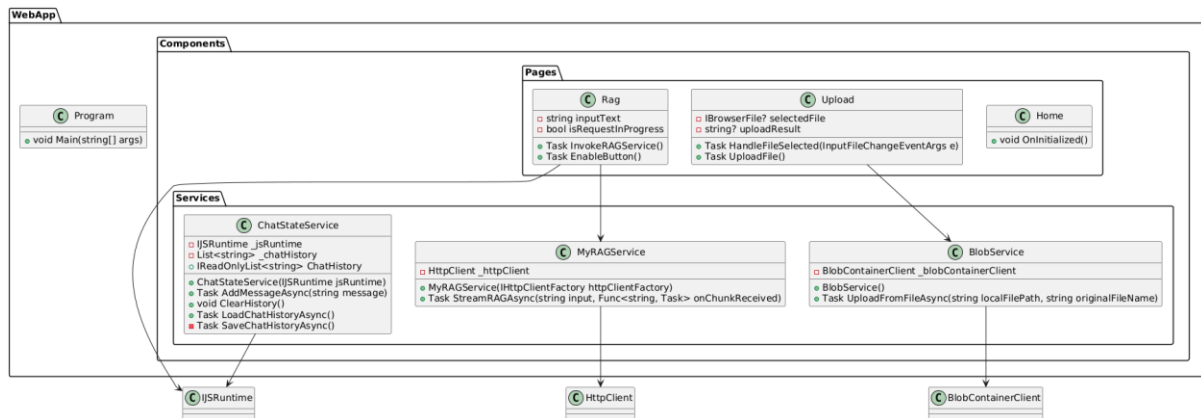 WebApp
Components
Pages
C Program
+ void Main(string[] args)
C Rag
string inputText
bool isRequestInProgress
Task InvokeRAGService()
Task EnableButton()
C Upload
IBrowserFile? selectedFile
string? uploadResult
Task HandleFileSelected(InputFileChangeEventArgs e)
Task UploadFile()
C Home
void OnInitialized()
Services
C ChatStateService
IJSRuntime _jsRuntime
List<string> _chatHistory
IReadOnlyList<string> ChatHistory
ChatStateService(IJSRuntime jsRuntime)
Task AddMessageAsync(string message)
void ClearHistory()
Task LoadChatHistoryAsync()
Task SaveChatHistoryAsync()
C MyRAGService
HttpClient _httpClient
MyRAGService(IHttpClientFactory httpClientFactory)
Task StreamRAGAsync(string input, Func<string, Task> onChunkReceived)
C BlobService
BlobContainerClient _blobContainerClient
BlobService()
Task UploadFromFileAsync(string localFilePath, string originalFileName)
C IJSRuntime
C HttpClient
C BlobContainerClient